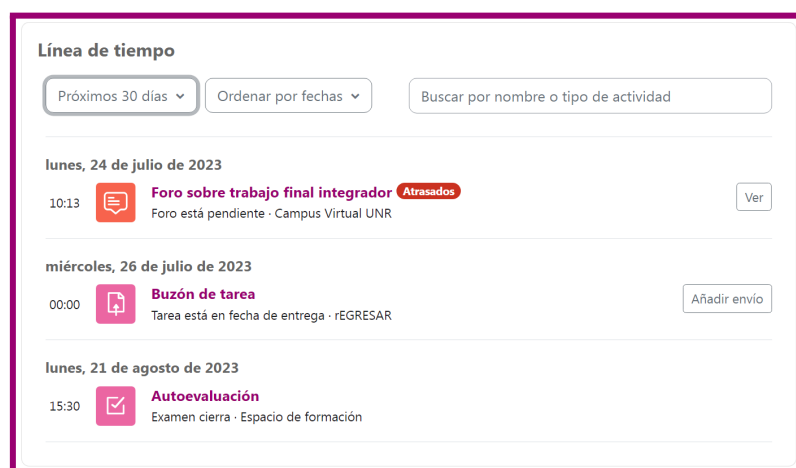 Línea de tiempo
Próximos 30 días
Ordenar por fechas
Buscar por nombre o tipo de actividad
lunes, 24 de julio de 2023
10:13
Foro sobre trabajo final integrador Atrasados
Foro está pendiente · Campus Virtual UNR
Ver
miércoles, 26 de julio de 2023
00:00
Buzón de tarea
Tarea está en fecha de entrega · rEGRESAR
Añadir envío
lunes, 21 de agosto de 2023
15:30
Autoevaluación
Examen cierra · Espacio de formación